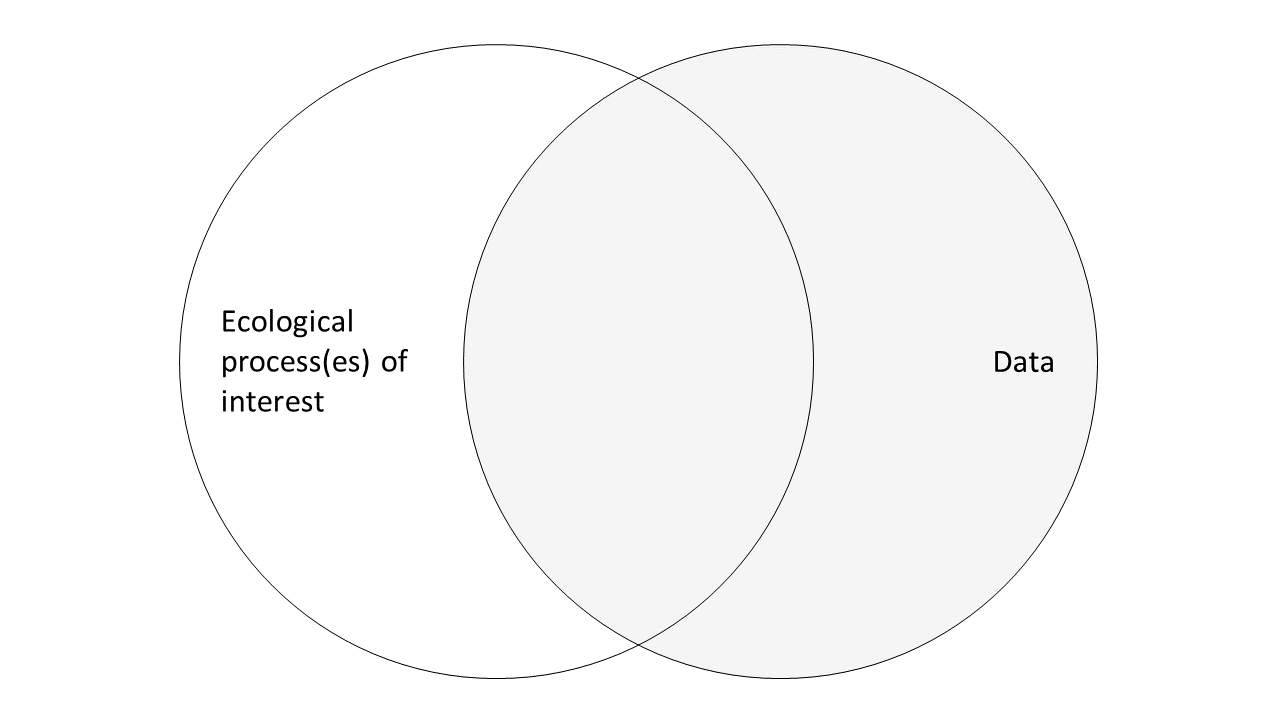 Ecological
process(es) of
interest
Data